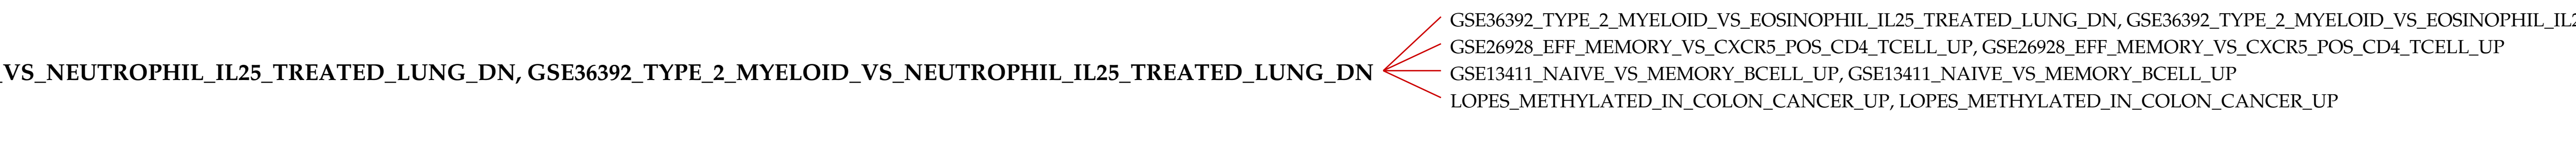 GSE36392_TYPE_2_MYELOID_VS_EOSINOPHIL_IL25_TREATED_LUNG_DN, GSE36392_TYPE_2_MYELOID_VS_EOSINOPHIL_IL2
GSE26928_EFF_MEMORY_VS_CXCR5_POS_CD4_TCELL_UP, GSE26928_EFF_MEMORY_VS_CXCR5_POS_CD4_TCELL_UP
_VS_NEUTROPHIL_IL25_TREATED_LUNG_DN, GSE36392_TYPE_2_MYELOID_VS_NEUTROPHIL_IL25_TREATED_LUNG_DN
GSE13411_NAIVE_VS_MEMORY_BCELL_UP, GSE13411_NAIVE_VS_MEMORY_BCELL_UP
LOPES_METHYLATED_IN_COLON_CANCER_UP, LOPES_METHYLATED_IN_COLON_CANCER_UP